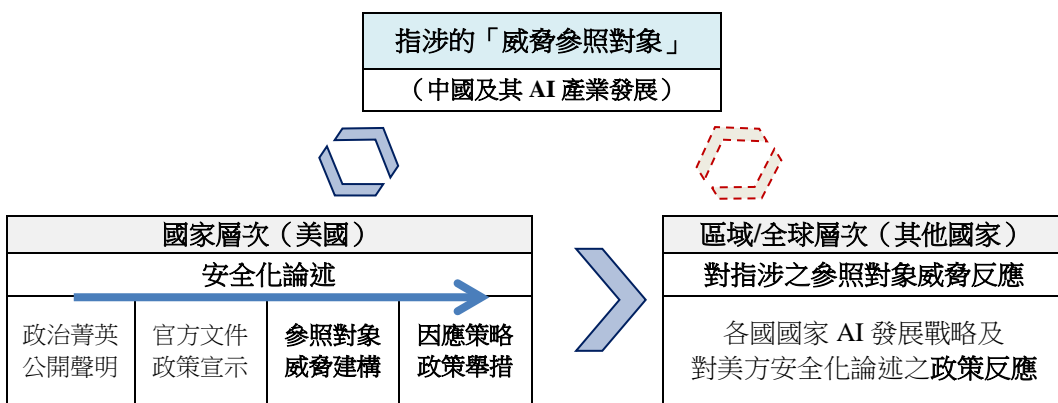 指涉的「威脅參照對象」
（中國及其 AI 產業發展）
國家層次（美國）
安全化論述
政治菁英
公開聲明
官方文件
政策宣示
參照對象
威脅建構
因應策略
政策舉措
區域/全球層次（其他國家）
對指涉之參照對象威脅反應
各國國家 AI 發展戰略及
對美方安全化論述之政策反應